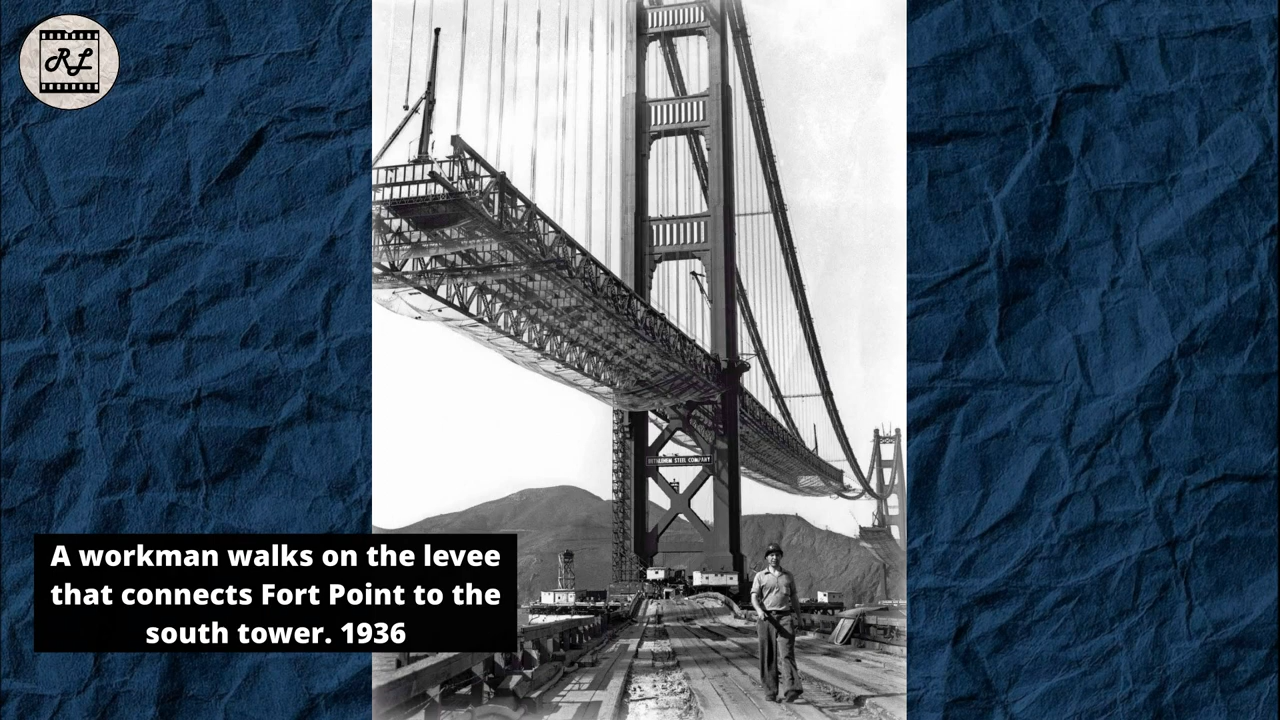 RL
BETHLEHEM STEEL COMPANY
A workman walks on the levee
that connects Fort Point to the
south tower. 1936